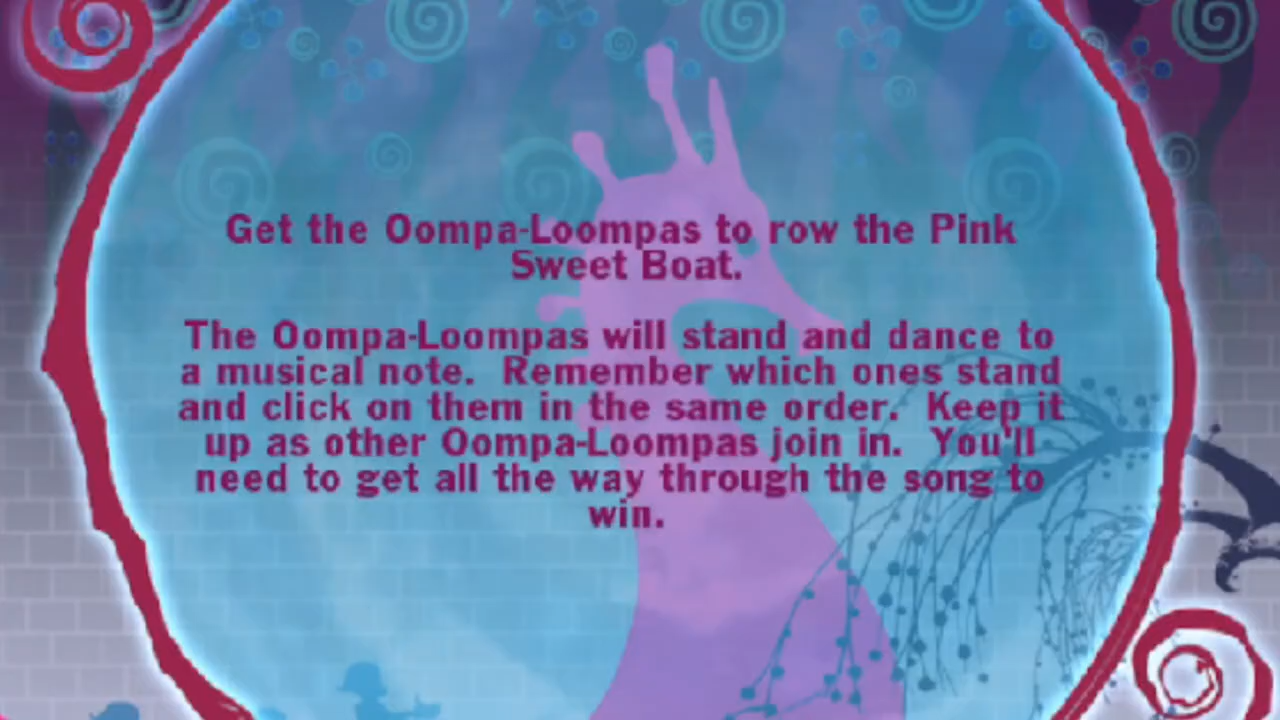 Get the Oompa-Loompas to row the Pink
Sweet Boat.
The Oompa-Loompas will stand and dance to
a musical note. Remember which ones stand
and click on them in the same order. Keep it
up as other Oompa-Loompas join in. You'll
need to get all the way through the song to
win.